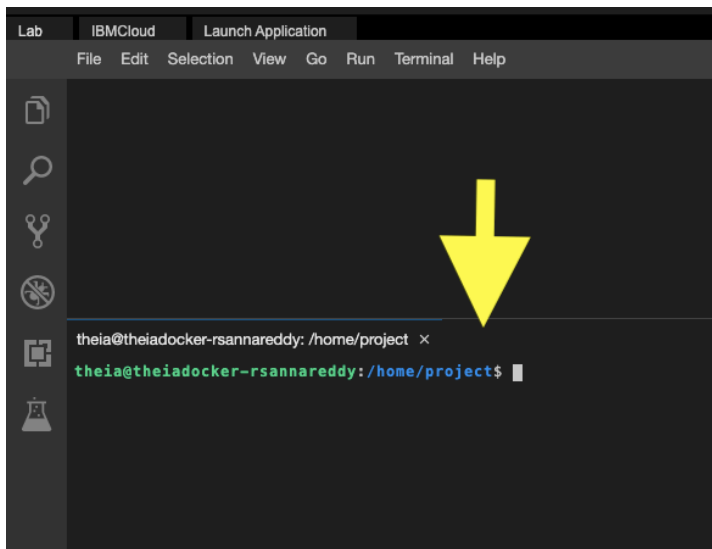 Lab IBMCloud Launch Application
File Edit Selection View Go Run Terminal Help
theia@theiadocker-rsannareddy: /home/project ×
theia@theiadocker-rsannareddy:/home/project$